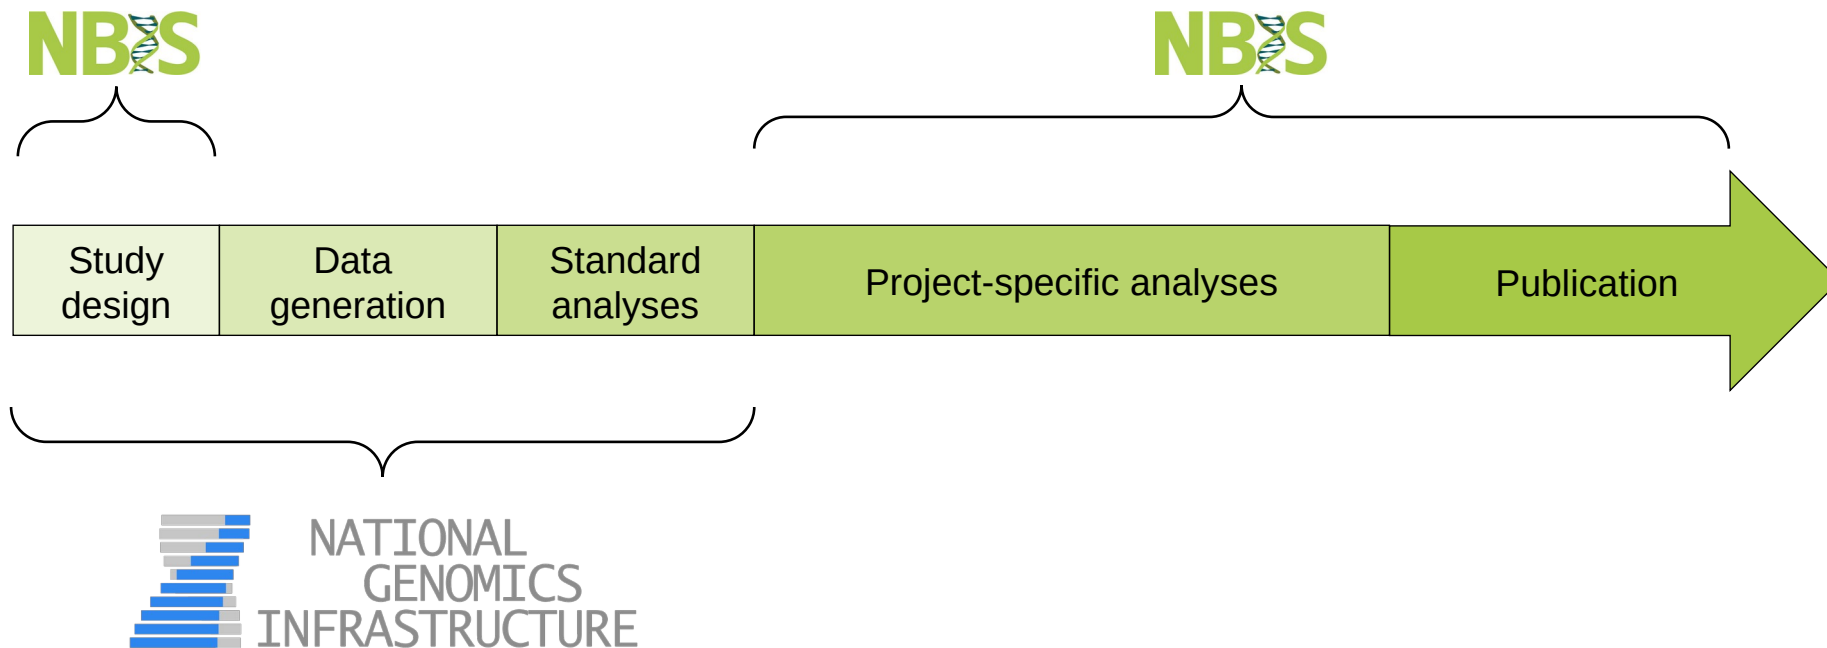 NBIS
NBIS
Study
design
Data
generation
Standard
analyses
Project-specific analyses
Publication
NATIONAL
GENOMICS
INFRASTRUCTURE